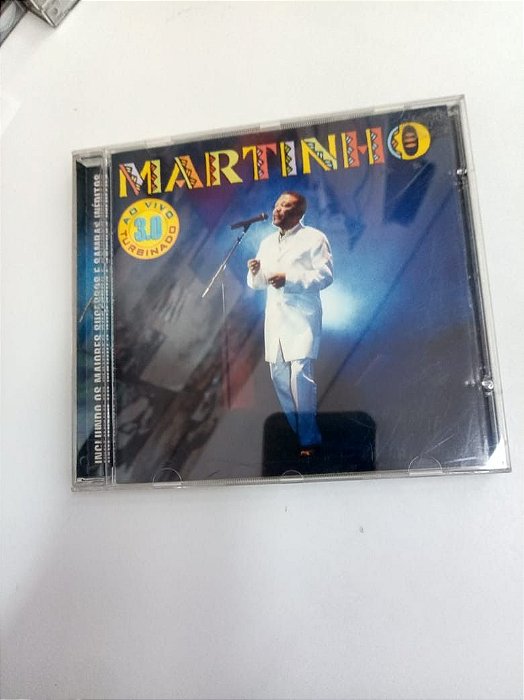 MARTINHO
AO VIVO
3.0
TURBINADO
INCLUINDO OS MAIORES SUCESSOS E SAMBAS INÉDITOS